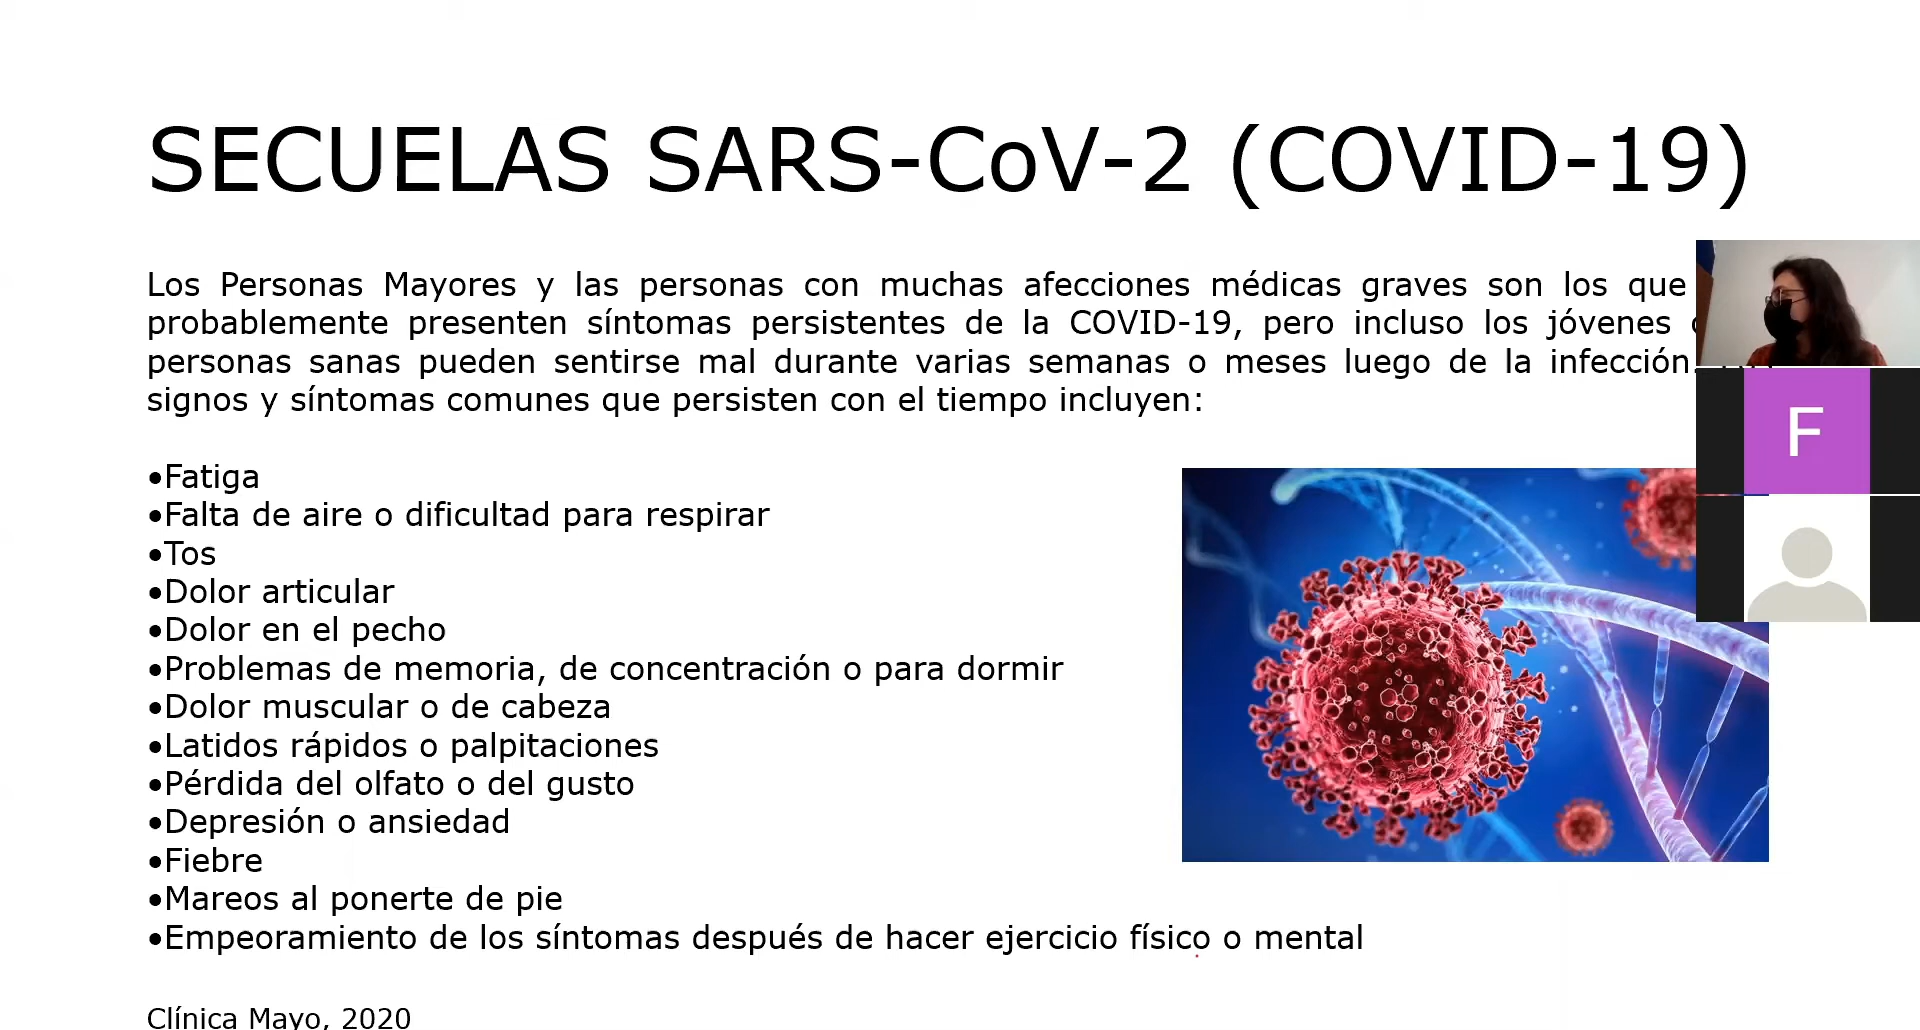 SECUELAS SARS-CoV-2 (COVID-19)
Los Personas Mayores y las personas con muchas afecciones médicas graves son los que
probablemente presenten síntomas persistentes de la COVID-19, pero incluso los jóvenes
personas sanas pueden sentirse mal durante varias semanas o meses luego de la infección.
signos y síntomas comunes que persisten con el tiempo incluyen:
•Fatiga
•Falta de aire o dificultad para respirar
•Tos
•Dolor articular
•Dolor en el pecho
•Problemas de memoria, de concentración o para dormir
•Dolor muscular o de cabeza
•Latidos rápidos o palpitaciones
•Pérdida del olfato o del gusto
•Depresión o ansiedad
•Fiebre
•Mareos al ponerte de pie
•Empeoramiento de los síntomas después de hacer ejercicio físico o mental
Clínica Mayo, 2020
F